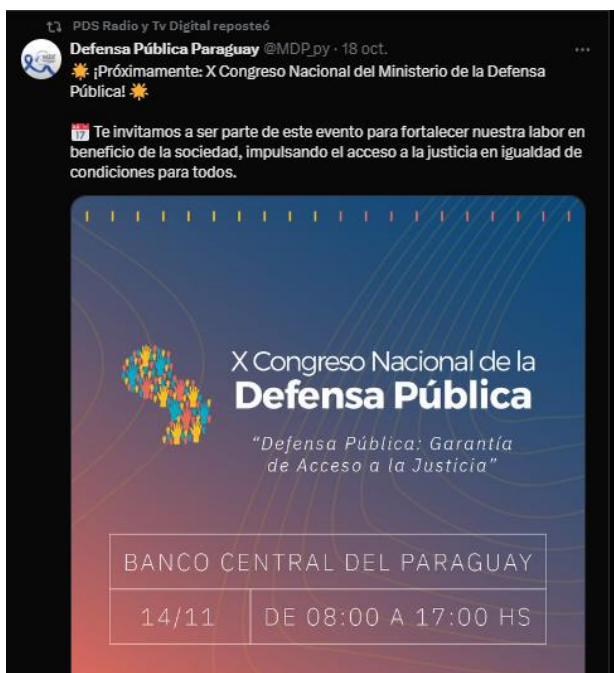 PDS Radio y Tv Digital reposteó
Defensa Pública Paraguay @MDP_py · 18 oct.
¡Próximamente: X Congreso Nacional del Ministerio de la Defensa
Pública!
17 Te invitamos a ser parte de este evento para fortalecer nuestra labor en
beneficio de la sociedad, impulsando el acceso a la justicia en igualdad de
condiciones para todos.
X Congreso Nacional de la
Defensa Pública
“Defensa Pública: Garantía
de Acceso a la Justicia”
BANCO CENTRAL DEL PARAGUAY
14/11 DE 08:00 A 17:00 HS